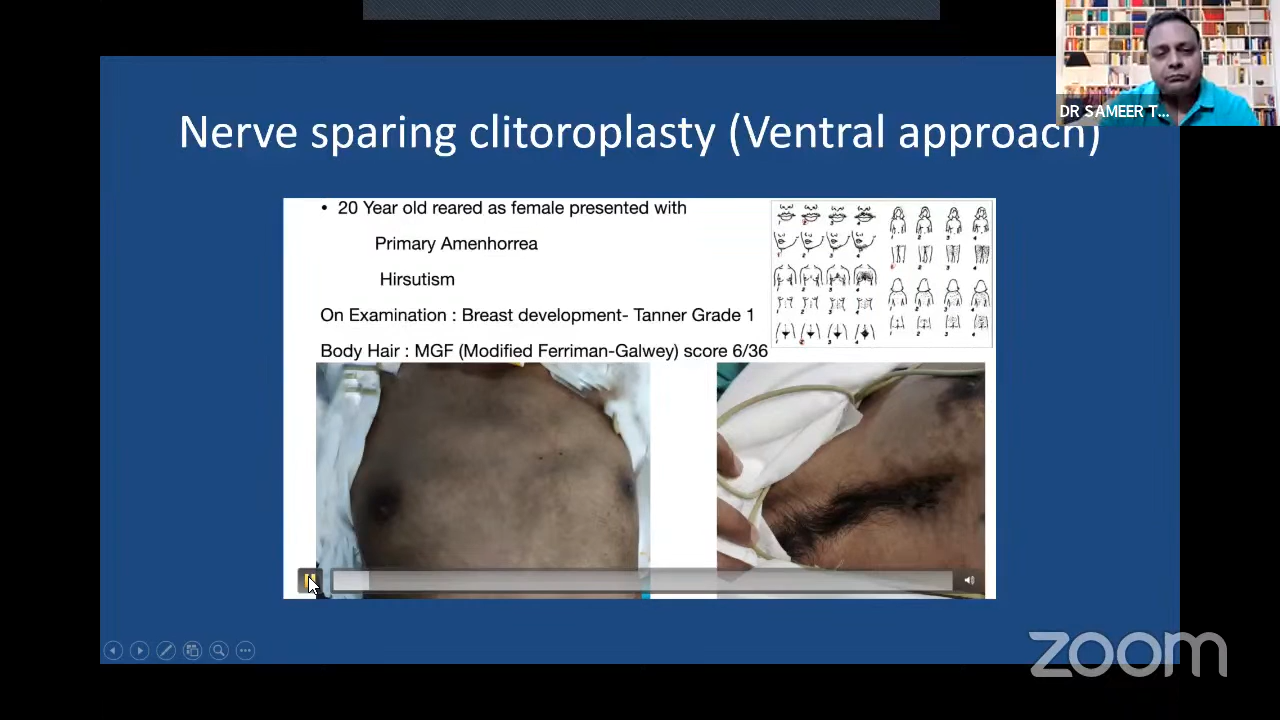 DR SAMEER T...
Nerve sparing clitoroplasty (Ventral approach)
• 20 Year old reared as female presented with
Primary Amenhorrea
Hirsutism
On Examination : Breast development- Tanner Grade 1
Body Hair : MGF (Modified Ferriman-Galwey) score 6/36
zoom